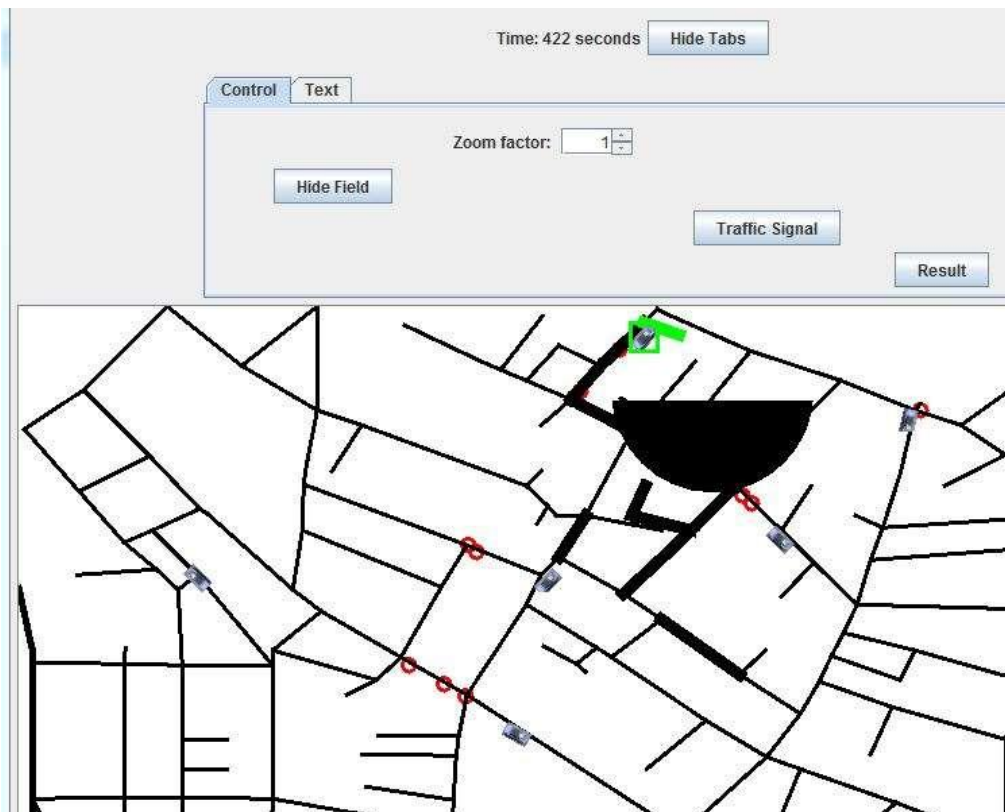 Time: 422 seconds Hide Tabs
Control Text
Zoom factor: 1
Hide Field
Traffic Signal
Result